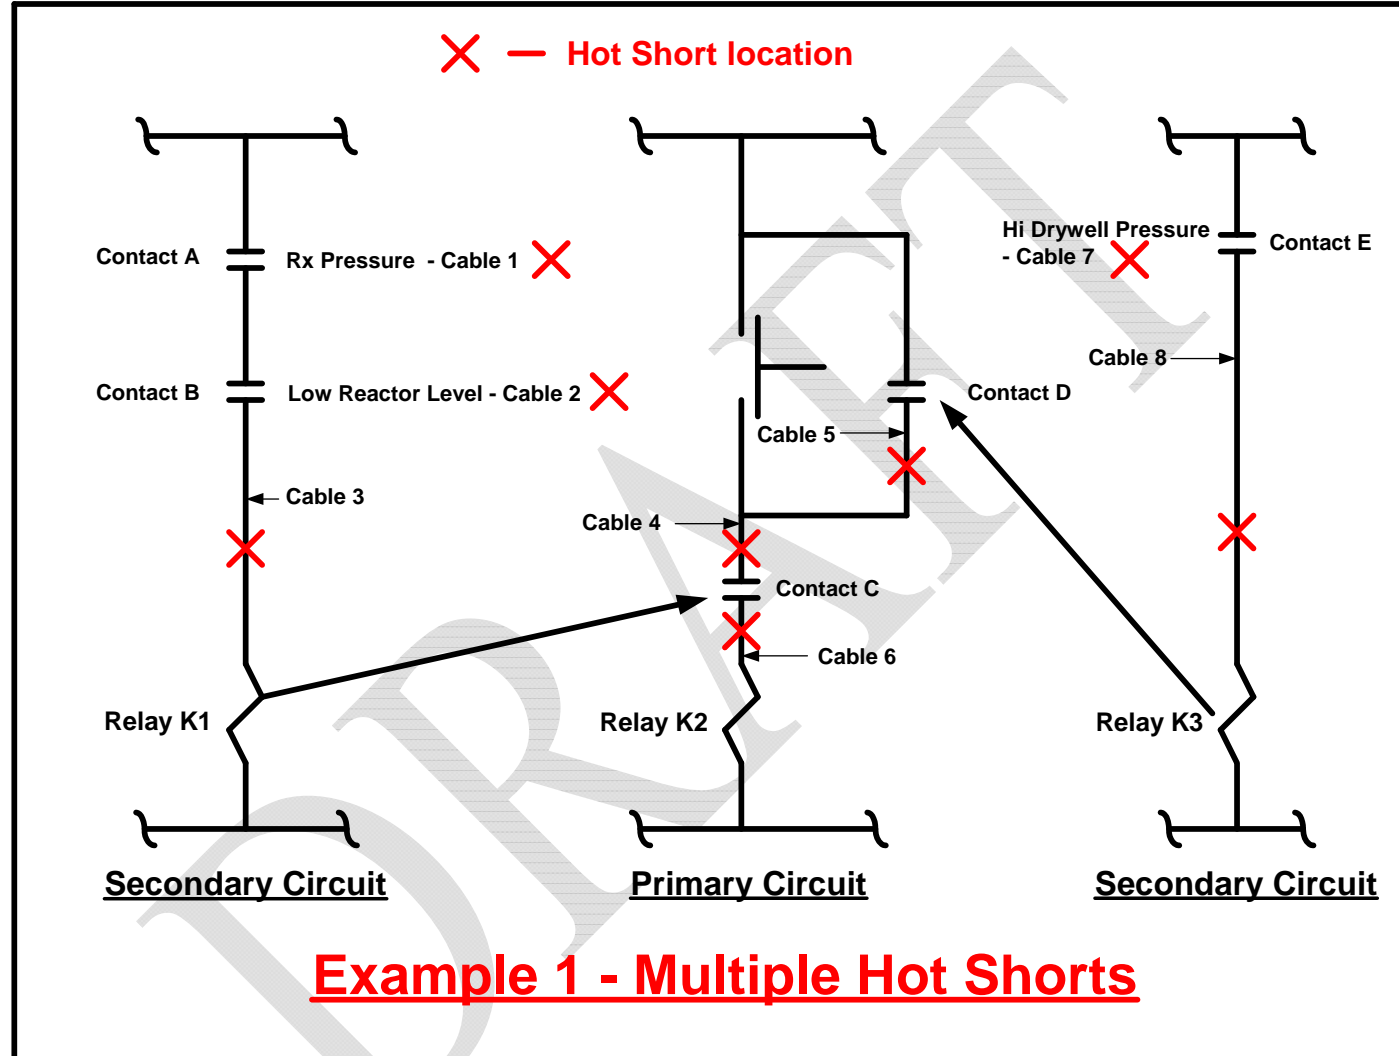 — Hot Short location
Contact A
Rx Pressure - Cable 1
Hi Drywell Pressure
- Cable 7
Contact E
Cable 8
Contact B
Low Reactor Level - Cable 2
Contact D
Cable 5
Cable 3
Cable 4
Contact C
Cable 6
Relay K1
Relay K2
Relay K3
Secondary Circuit
Primary Circuit
Secondary Circuit
Example 1 - Multiple Hot Shorts
DRAFT